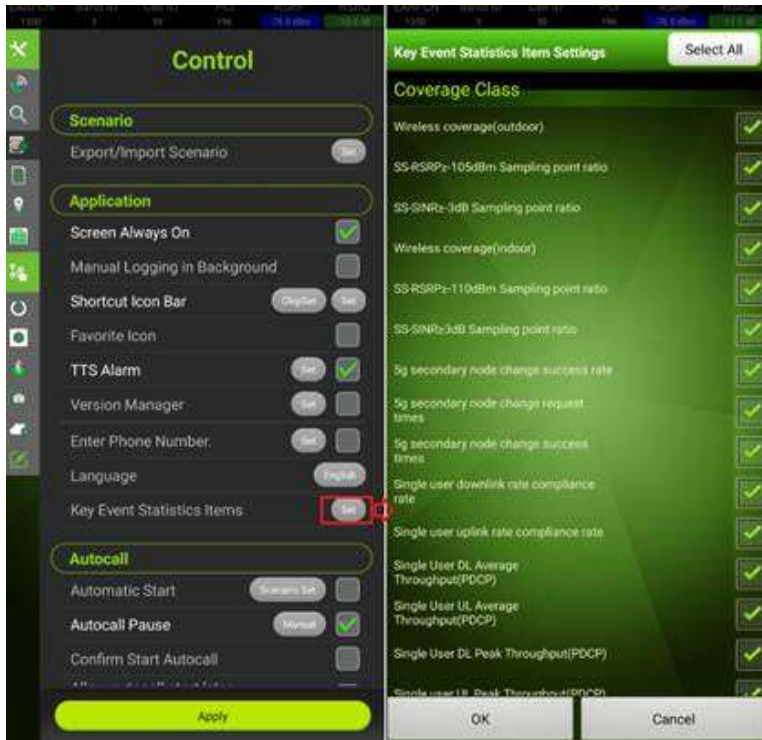 Control
Scenario
Export/Import Scenario
Set
Application
Screen Always On
Manual Logging in Background
Shortcut Icon Bar
Set
Favorite Icon
TTS Alarm
Set
Version Manager
Set
Enter Phone Number.
Set
Language
English
Key Event Statistics Items
Set
Autocall
Automatic Start
Scenario Set
Autocall Pause
Manual
Confirm Start Autocall
Apply
Key Event Statistics Item Settings
Select All
Coverage Class
Wireless coverage(outdoor)
SS-RSRP≥-105dBm Sampling point ratio
SS-SINR≥-3dB Sampling point ratio
Wireless coverage(indoor)
SS-RSRP≥-110dBm Sampling point ratio
SS-SINR≥3dB Sampling point ratio
5g secondary node change success rate
5g secondary node change request
times
5g secondary node change success
times
Single user downlink rate compliance
rate
Single user uplink rate compliance rate
Single User DL Average
Throughput(PDCP)
Single User UL Average
Throughput(PDCP)
Single User DL Peak Throughput(PDCP)
Single user UL Peak Throughput(PDCP)
OK
Cancel